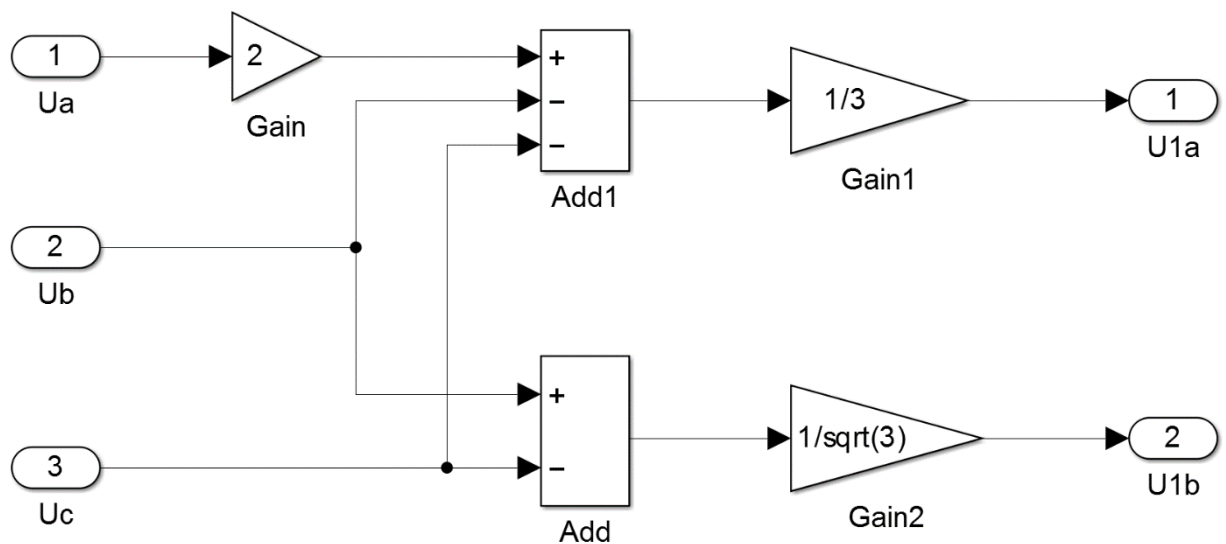 1
Ua
2
Gain
+
−
−
Add1
1/3
Gain1
1
U1a
2
Ub
3
Uc
+
−
Add
1/sqrt(3)
Gain2
2
U1b